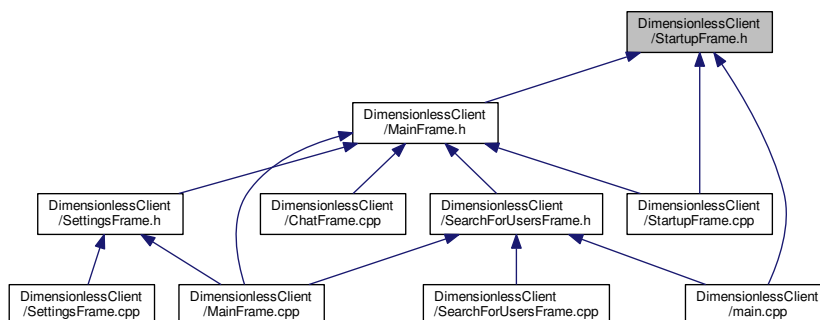 DimensionlessClient
/StartupFrame.h
DimensionlessClient
/MainFrame.h
DimensionlessClient
/SettingsFrame.h
DimensionlessClient
/ChatFrame.cpp
DimensionlessClient
/SearchForUsersFrame.h
DimensionlessClient
/StartupFrame.cpp
DimensionlessClient
/SettingsFrame.cpp
DimensionlessClient
/MainFrame.cpp
DimensionlessClient
/SearchForUsersFrame.cpp
DimensionlessClient
/main.cpp